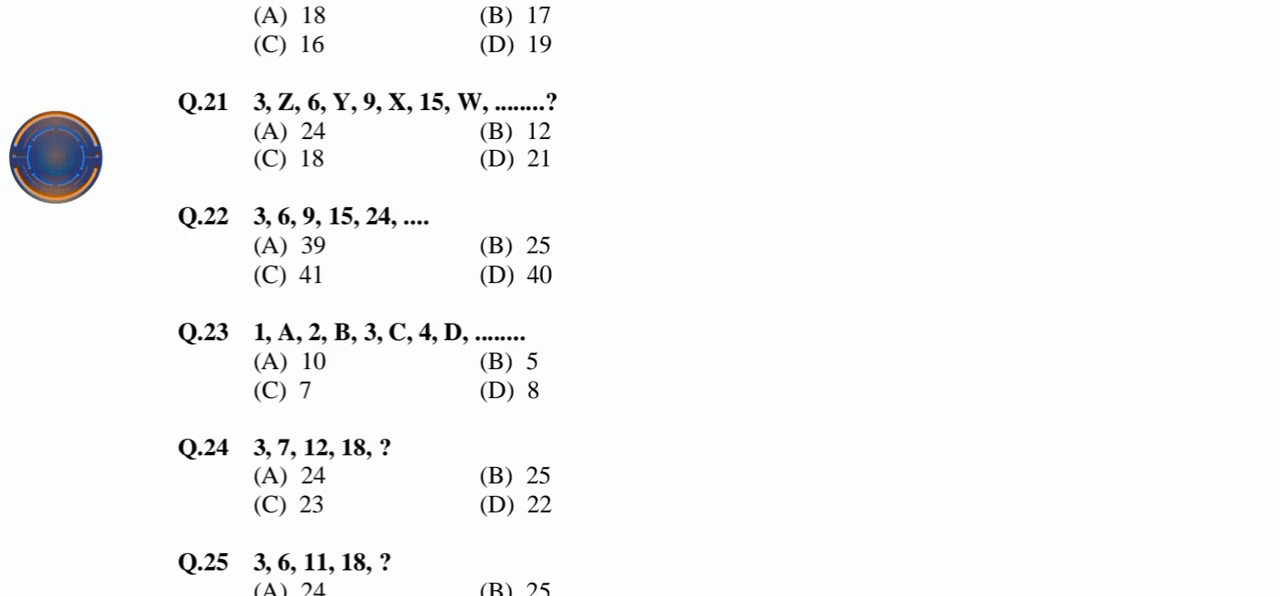 (A) 18 (B) 17
(C) 16 (D) 19
Q.21 3, Z, 6, Y, 9, X, 15, W, ........?
(A) 24 (B) 12
(C) 18 (D) 21
Q.22 3, 6, 9, 15, 24, ....
(A) 39 (B) 25
(C) 41 (D) 40
Q.23 1, A, 2, B, 3, C, 4, D, ........
(A) 10 (B) 5
(C) 7 (D) 8
Q.24 3, 7, 12, 18, ?
(A) 24 (B) 25
(C) 23 (D) 22
Q.25 3, 6, 11, 18, ?
(A) 24 (B) 25